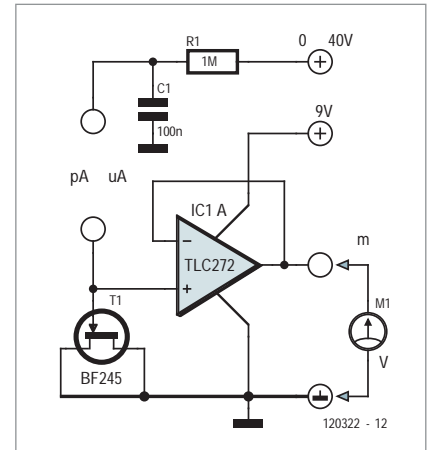 R1
0 40V
1M
C1
100n
9V
pA uA
IC1 A
TLC272
m
T1
M1
V
BF245
120322 - 12